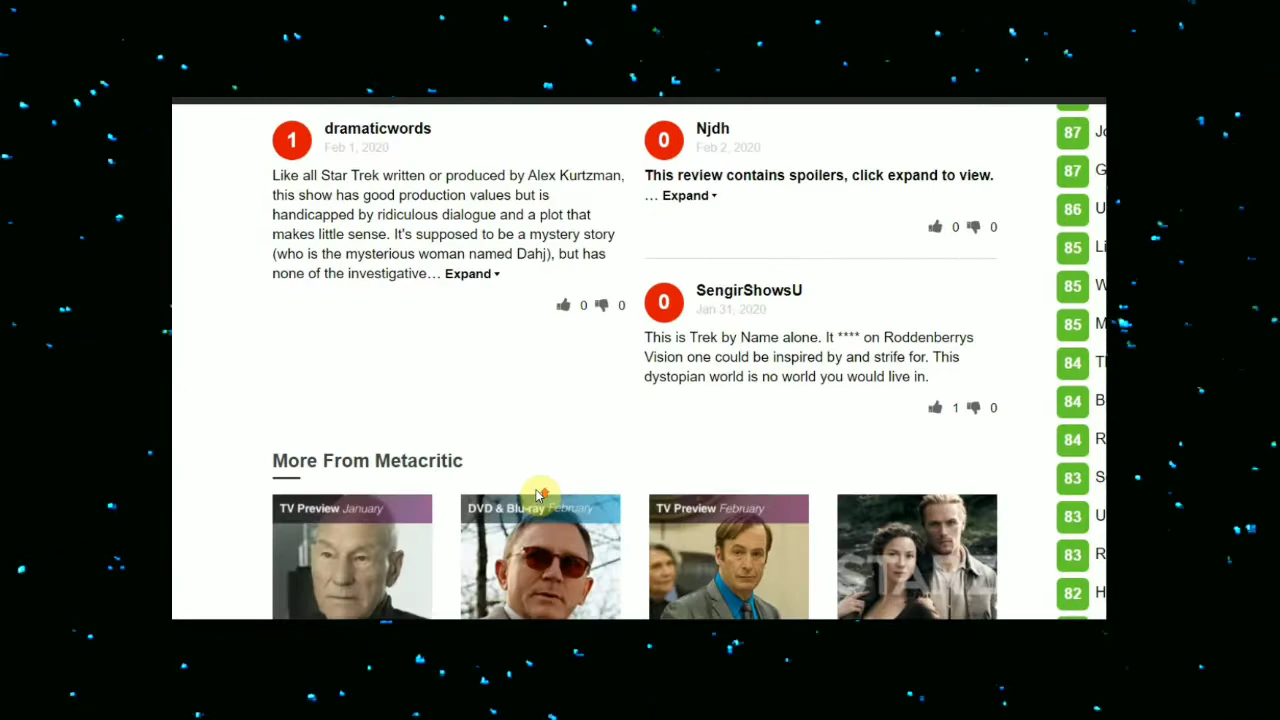 1
dramaticwords
Feb 1, 2020
Like all Star Trek written or produced by Alex Kurtzman,
this show has good production values but is
handicapped by ridiculous dialogue and a plot that
makes little sense. It's supposed to be a mystery story
(who is the mysterious woman named Dahj), but has
none of the investigative… Expand
0 0
0
Njdh
Feb 2, 2020
This review contains spoilers, click expand to view.
… Expand
0 0
0
SengirShowsU
Jan 31, 2020
This is Trek by Name alone. It **** on Roddenberrys
Vision one could be inspired by and strife for. This
dystopian world is no world you would live in.
1 0
More From Metacritic
TV Preview January
DVD & Blu-ray February
TV Preview February
STARZ
87
87 G
86 U
85 Li
85 W
85 M
84
84 B
84 R
83 S
83 U
83 R
82 H